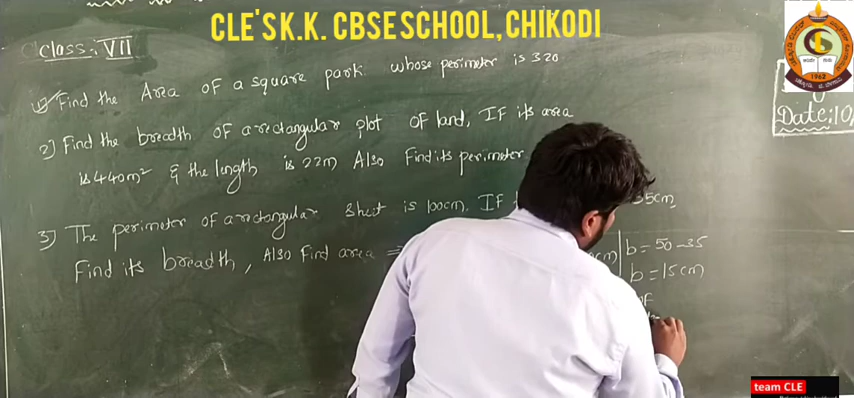 CLE'S K.K. CBSE SCHOOL, CHIKODI
Class:- VII
1) Find the Area of a square park whose perimeter is 320
2) Find the breadth of a rectangular plot of land, If its area
is 440m² & the length is 22m Also Find its perimeter
3) The perimeter of a rectangular sheet is 100cm. If
35cm
Find its breadth, Also Find area
b = 50-35
b = 15cm
Date:10
1962
team CLE